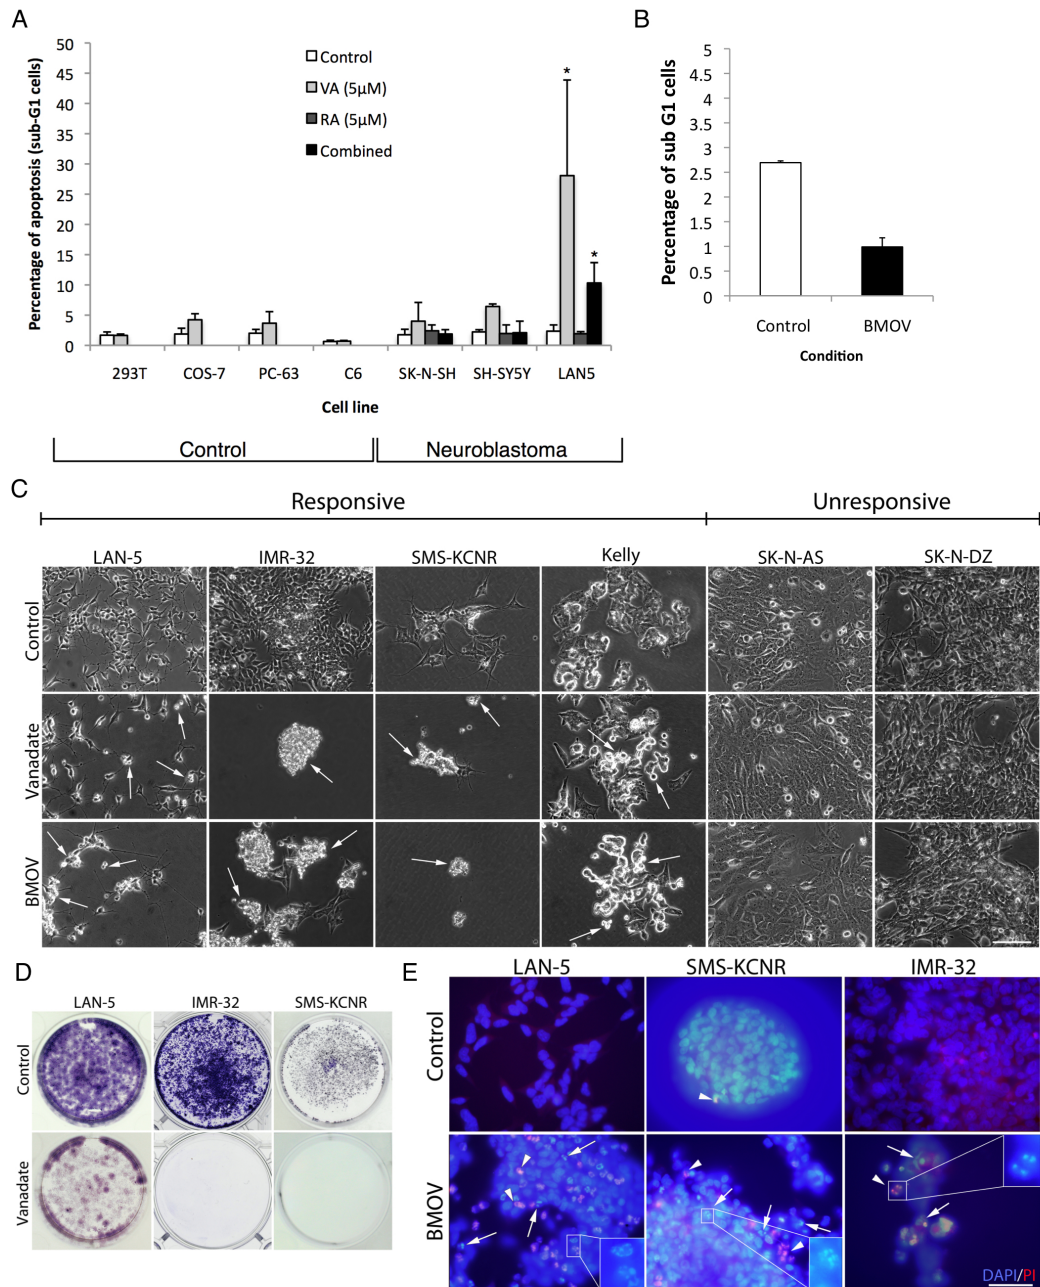 A
50
45
40
35
30
25
20
15
10
5
0
Percentage of apoptosis (sub-G1 cells)
Control
VA (5µM)
RA (5µM)
Combined
*
*
293T COS-7 PC-63 C6 SK-N-SH SH-SY5Y LAN5
Cell line
Control Neuroblastoma
B
5
4.5
4
3.5
3
2.5
2
1.5
1
0.5
0
Percentage of sub G1 cells
Control BMOV
Condition
C
Responsive Unresponsive
LAN-5 IMR-32 SMS-KCNR Kelly SK-N-AS SK-N-DZ
Control
Vanadate
BMOV
D
LAN-5 IMR-32 SMS-KCNR
Control
Vanadate
E
LAN-5 SMS-KCNR IMR-32
Control
BMOV
DAPI/PI